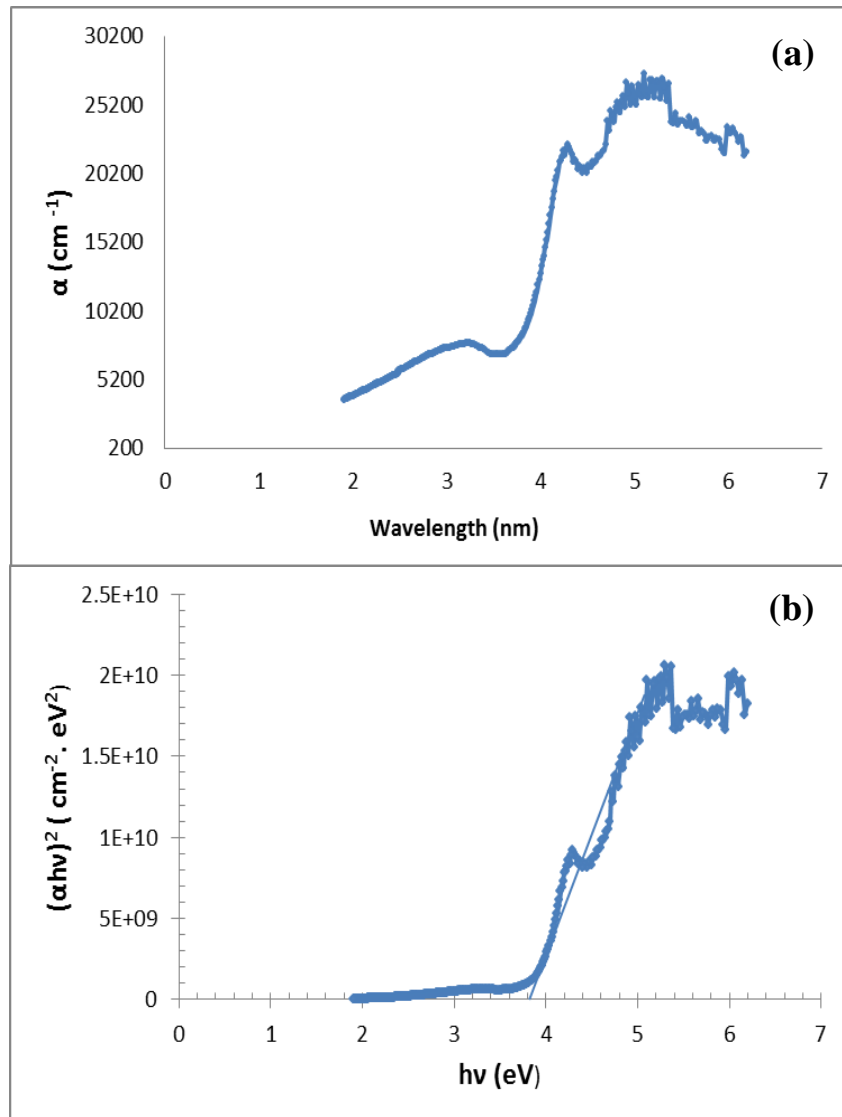 (a)
30200
25200
20200
15200
10200
5200
200
α (cm ⁻¹)
0 1 2 3 4 5 6 7
Wavelength (nm)
(b)
2.5E+10
2E+10
1.5E+10
1E+10
5E+09
0
(αhν)² ( cm⁻². eV²)
0 1 2 3 4 5 6 7
hν (eV)